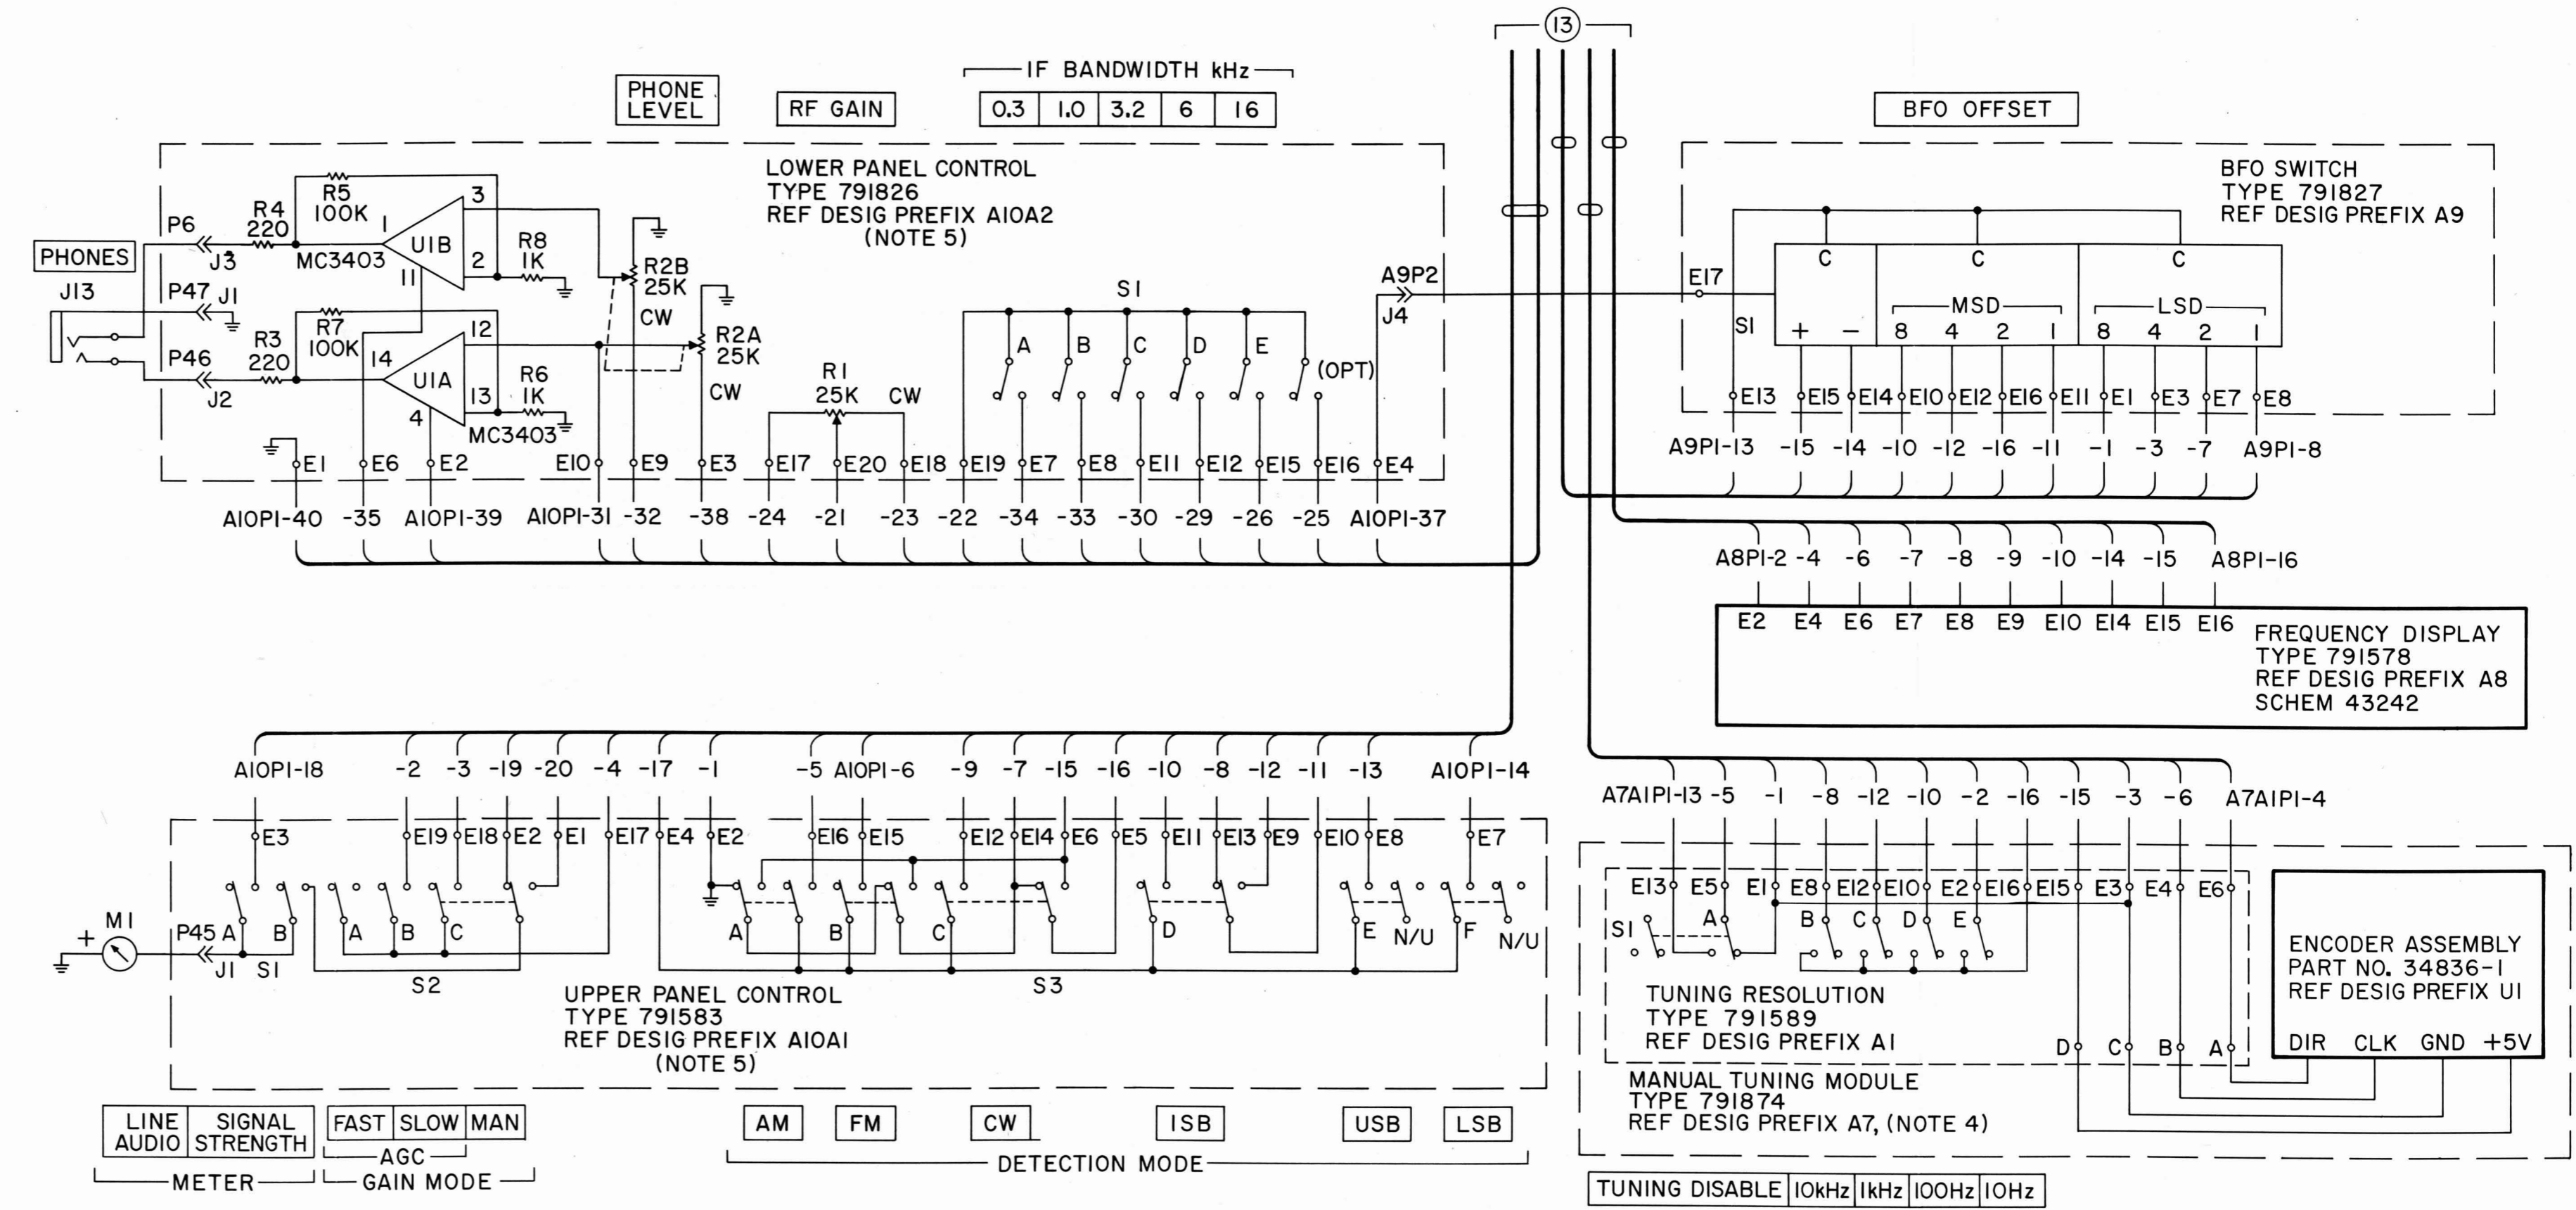 13
PHONE
LEVEL
RF GAIN
IF BANDWIDTH kHz
0.3 1.0 3.2 6 16
BFO OFFSET
LOWER PANEL CONTROL
TYPE 791826
REF DESIG PREFIX A10A2
(NOTE 5)
PHONES
J13
P6
J3
P47
J1
P46
J2
R4
220
R5
100K
1
3
U1B
2
MC3403
11
R8
1K
R3
220
R7
100K
14
12
U1A
13
4
MC3403
R6
1K
R2B
25K
CW
R2A
25K
CW
R1
25K
CW
S1
A B C D E (OPT)
A9P2
J4
E1 E6 E2 E10 E9 E3 E17 E20 E18 E19 E7 E8 E11 E12 E15 E16 E4
A10P1-40 -35 A10P1-39 A10P1-31 -32 -38 -24 -21 -23 -22 -34 -33 -30 -29 -26 -25 A10P1-37
BFO SWITCH
TYPE 791827
REF DESIG PREFIX A9
E17
S1
C C C
MSD LSD
+ - 8 4 2 1 8 4 2 1
E13 E15 E14 E10 E12 E16 E11 E1 E3 E7 E8
A9P1-13 -15 -14 -10 -12 -16 -11 -1 -3 -7 A9P1-8
A8P1-2 -4 -6 -7 -8 -9 -10 -14 -15 A8P1-16
E2 E4 E6 E7 E8 E9 E10 E14 E15 E16
FREQUENCY DISPLAY
TYPE 791578
REF DESIG PREFIX A8
SCHEM 43242
A10P1-18 -2 -3 -19 -20 -4 -17 -1 -5 A10P1-6 -9 -7 -15 -16 -10 -8 -12 -11 -13 A10P1-14
E3 E19 E18 E2 E1 E17 E4 E2 E16 E15 E12 E14 E6 E5 E11 E13 E9 E10 E8 E7
M1
+
P45
J1
A B
S1
A B C
S2
A B C D E N/U F N/U
S3
UPPER PANEL CONTROL
TYPE 791583
REF DESIG PREFIX A10A1
(NOTE 5)
LINE
AUDIO
SIGNAL
STRENGTH
METER
FAST SLOW MAN
AGC
GAIN MODE
AM FM CW ISB USB LSB
DETECTION MODE
A7A1P1-13 -5 -1 -8 -12 -10 -2 -16 -15 -3 -6 A7A1P1-4
E13 E5 E1 E8 E12 E10 E2 E16 E15 E3 E4 E6
S1 A B C D E
TUNING RESOLUTION
TYPE 791589
REF DESIG PREFIX A1
D C B A
ENCODER ASSEMBLY
PART NO. 34836-1
REF DESIG PREFIX U1
DIR CLK GND +5V
MANUAL TUNING MODULE
TYPE 791874
REF DESIG PREFIX A7, (NOTE 4)
TUNING DISABLE 10kHz 1kHz 100Hz 10Hz